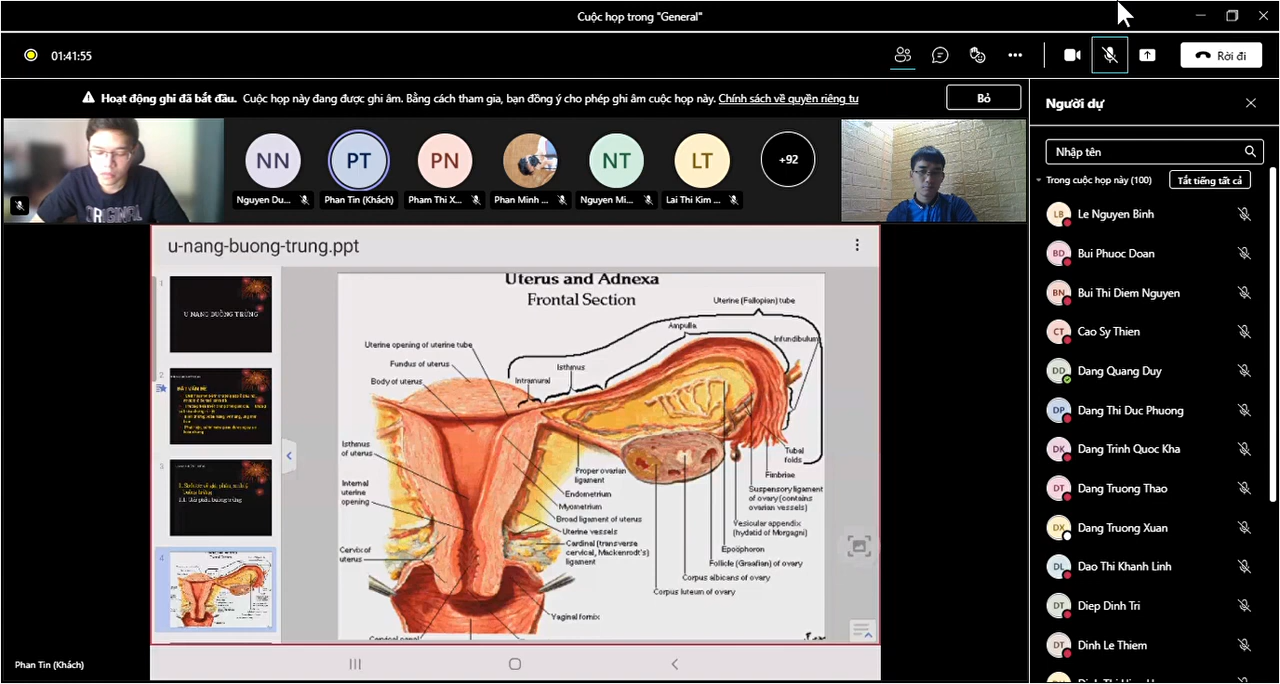 Cuộc họp trong "General"
01:41:55
Rời đi
Hoạt động ghi đã bắt đầu. Cuộc họp này đang được ghi âm. Bằng cách tham gia, bạn đồng ý cho phép ghi âm cuộc họp này. Chính sách về quyền riêng tư
Bỏ
ORIGINAL
NN
PT
PN
NT
LT
+92
Nguyen Du...
Phan Tin (Khách)
Pham Thi X...
Phan Minh ...
Nguyen Mi...
Lai Thi Kim ...
u-nang-buong-trung.ppt
1
U NANG BUỒNG TRỨNG
2
ĐẶT VẤN ĐỀ
3
4
Uterus and Adnexa
Frontal Section
Uterine (Fallopian) tube
Ampulla
Infundibulum
Uterine opening of uterine tube
Fundus of uterus
Isthmus
Body of uterus
Intramural
Isthmus
of uterus
Internal
uterine
opening
Cervix of
uterus
Tubal
folds
Fimbriae
Proper ovarian
ligament
Suspensory ligament
of ovary (contains
ovarian vessels)
Endometrium
Myometrium
Broad ligament of uterus
Uterine vessels
Cardinal (transverse
cervical, Mackenrodt's)
ligament
Vesicular appendix
(hydatid of Morgagni)
Epoophoron
Follicle (Graafian) of ovary
Corpus albicans of ovary
Corpus luteum of ovary
Vaginal fornix
Cervical canal
Phan Tin (Khách)
Người dự
Nhập tên
Trong cuộc họp này (100)
Tắt tiếng tất cả
LB
Le Nguyen Binh
BD
Bui Phuoc Doan
BN
Bui Thi Diem Nguyen
CT
Cao Sy Thien
DD
Dang Quang Duy
DP
Dang Thi Duc Phuong
DK
Dang Trinh Quoc Kha
DT
Dang Truong Thao
DX
Dang Truong Xuan
DL
Dao Thi Khanh Linh
DT
Diep Dinh Tri
DT
Dinh Le Thiem